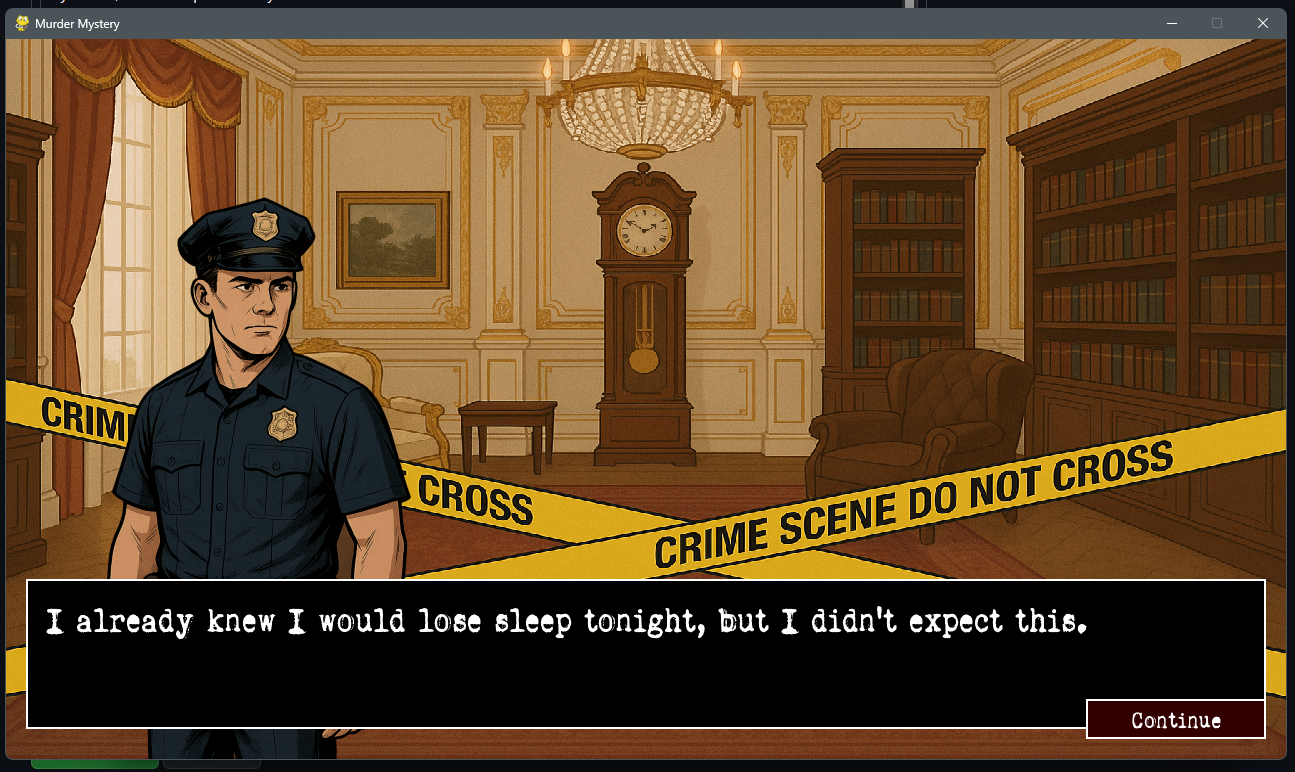 Murder Mystery
CRIM
CROSS
CRIME SCENE DO NOT CROSS
I already knew I would lose sleep tonight, but I didn't expect this.
Continue